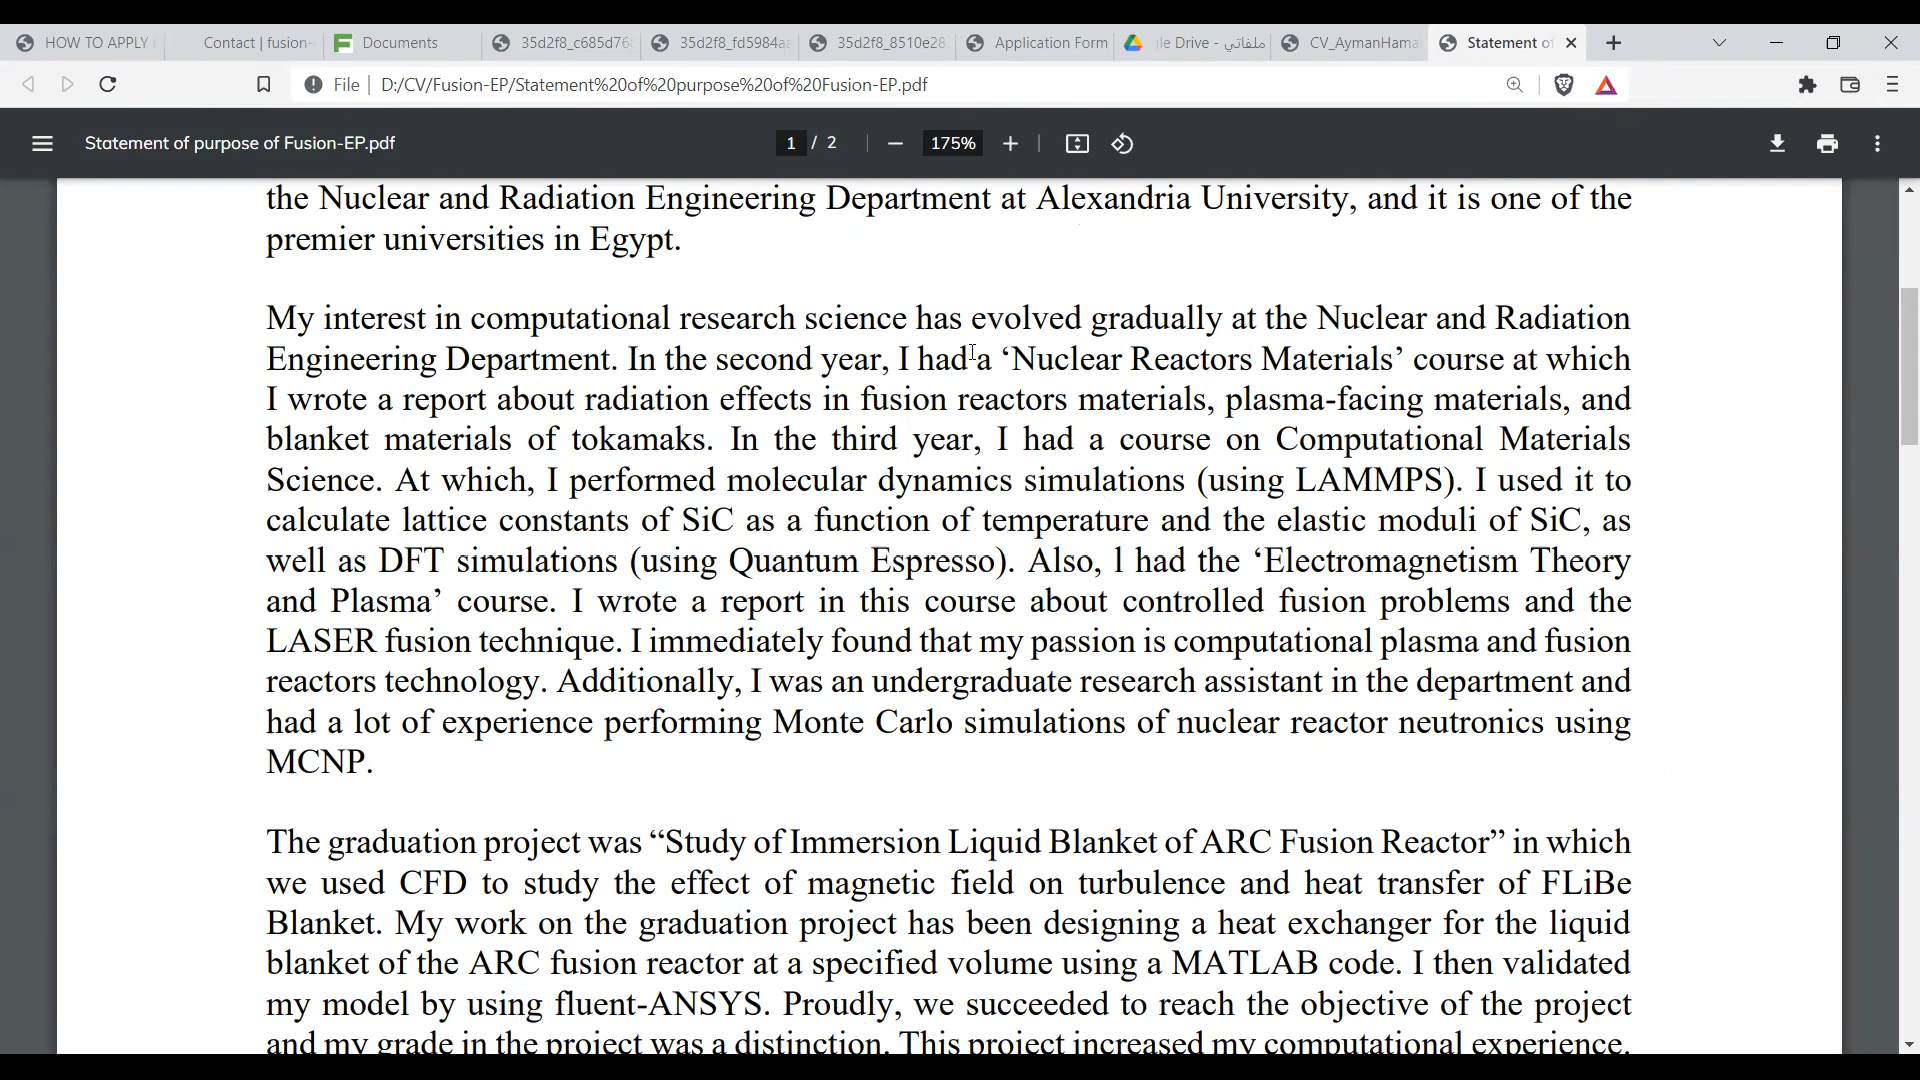 HOW TO APPLY
Contact | fusion-
Documents
35d2f8_c685d76
35d2f8_fd5984a
35d2f8_8510e28
Application Form
le Drive - ملفاتي
CV_AymanHama
Statement o
File | D:/CV/Fusion-EP/Statement%20of%20purpose%20of%20Fusion-EP.pdf
Statement of purpose of Fusion-EP.pdf
1 / 2
175%
the Nuclear and Radiation Engineering Department at Alexandria University, and it is one of the
premier universities in Egypt.
My interest in computational research science has evolved gradually at the Nuclear and Radiation
Engineering Department. In the second year, I had a ‘Nuclear Reactors Materials’ course at which
I wrote a report about radiation effects in fusion reactors materials, plasma-facing materials, and
blanket materials of tokamaks. In the third year, I had a course on Computational Materials
Science. At which, I performed molecular dynamics simulations (using LAMMPS). I used it to
calculate lattice constants of SiC as a function of temperature and the elastic moduli of SiC, as
well as DFT simulations (using Quantum Espresso). Also, l had the ‘Electromagnetism Theory
and Plasma’ course. I wrote a report in this course about controlled fusion problems and the
LASER fusion technique. I immediately found that my passion is computational plasma and fusion
reactors technology. Additionally, I was an undergraduate research assistant in the department and
had a lot of experience performing Monte Carlo simulations of nuclear reactor neutronics using
MCNP.
The graduation project was “Study of Immersion Liquid Blanket of ARC Fusion Reactor” in which
we used CFD to study the effect of magnetic field on turbulence and heat transfer of FLiBe
Blanket. My work on the graduation project has been designing a heat exchanger for the liquid
blanket of the ARC fusion reactor at a specified volume using a MATLAB code. I then validated
my model by using fluent-ANSYS. Proudly, we succeeded to reach the objective of the project
and my grade in the project was a distinction. This project increased my computational experience.